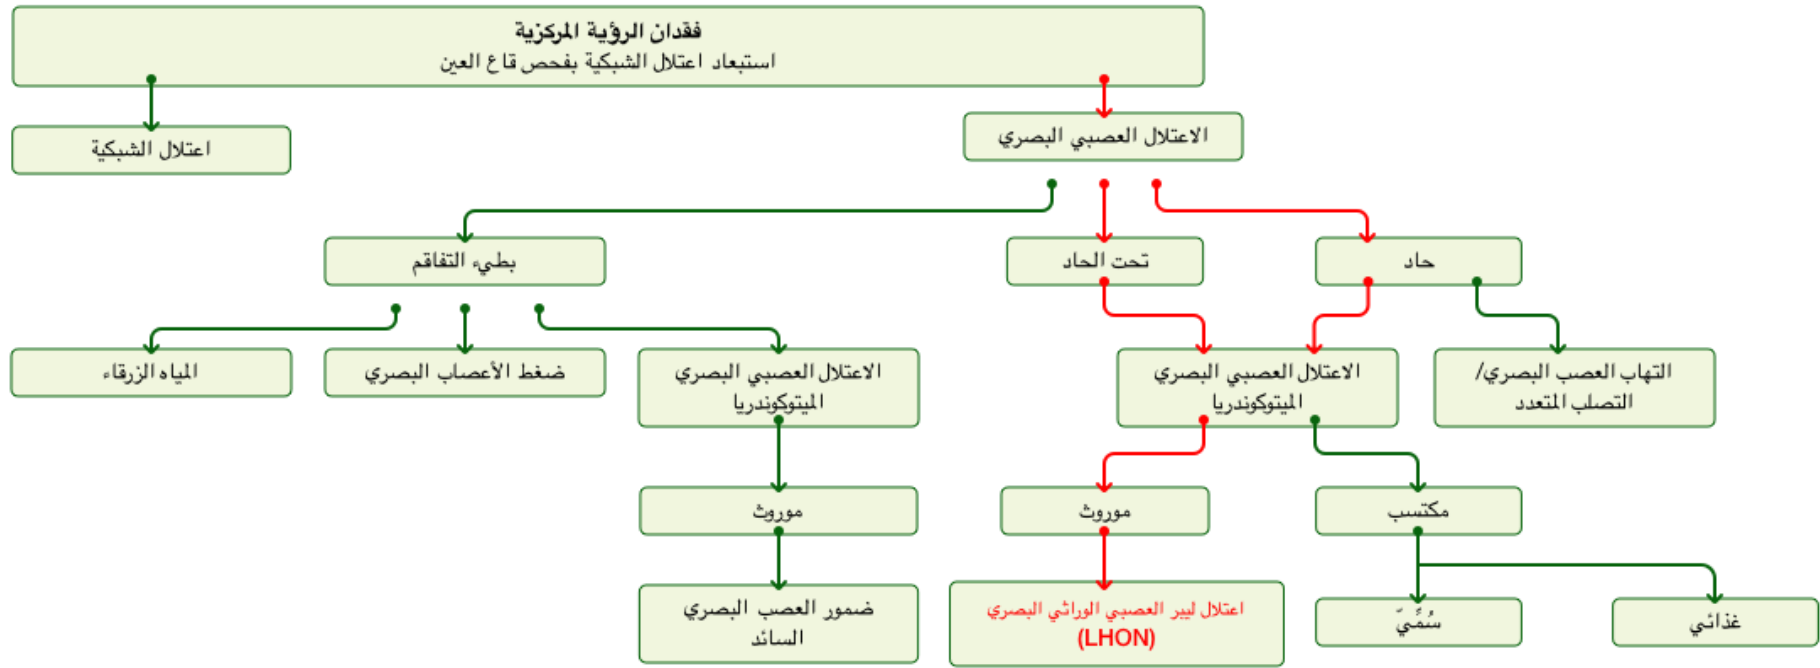 فقدان الرؤية المركزية
استبعاد اعتلال الشبكية بفحص قاع العين
الاعتلال العصبي البصري
اعتلال الشبكية
حاد
تحت الحاد
بطيء التفاقم
التهاب العصب البصري/
التصلب المتعدد
الاعتلال العصبي البصري
الميتوكوندريا
الاعتلال العصبي البصري
الميتوكوندريا
ضغط الأعصاب البصري
المياه الزرقاء
مكتسب
موروث
موروث
غذائي
سُمِّيّ
اعتلال ليبر العصبي الوراثي البصري
(LHON)
ضمور العصب البصري
السائد